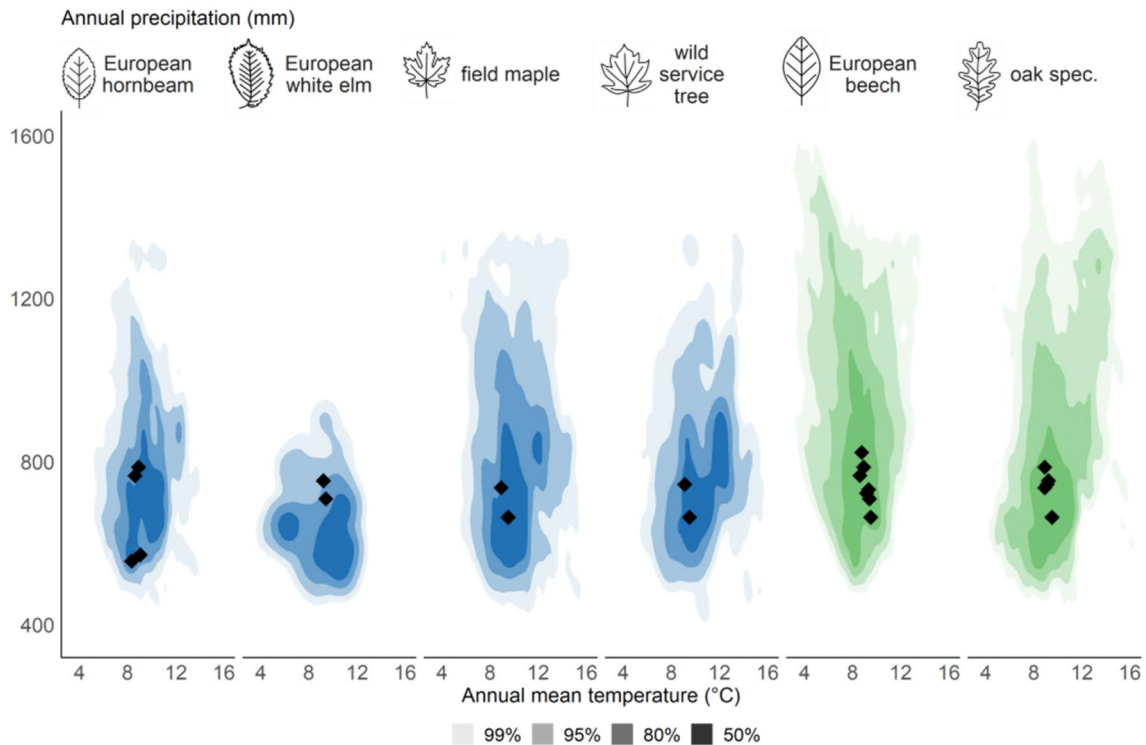 Annual precipitation (mm)
European
hornbeam
European
white elm
field maple
wild
service
tree
European
beech
oak spec.
1600
1200
800
400
4 8 12 16 4 8 12 16 4 8 12 16 4 8 12 16 4 8 12 16 4 8 12 16
Annual mean temperature (°C)
99% 95% 80% 50%